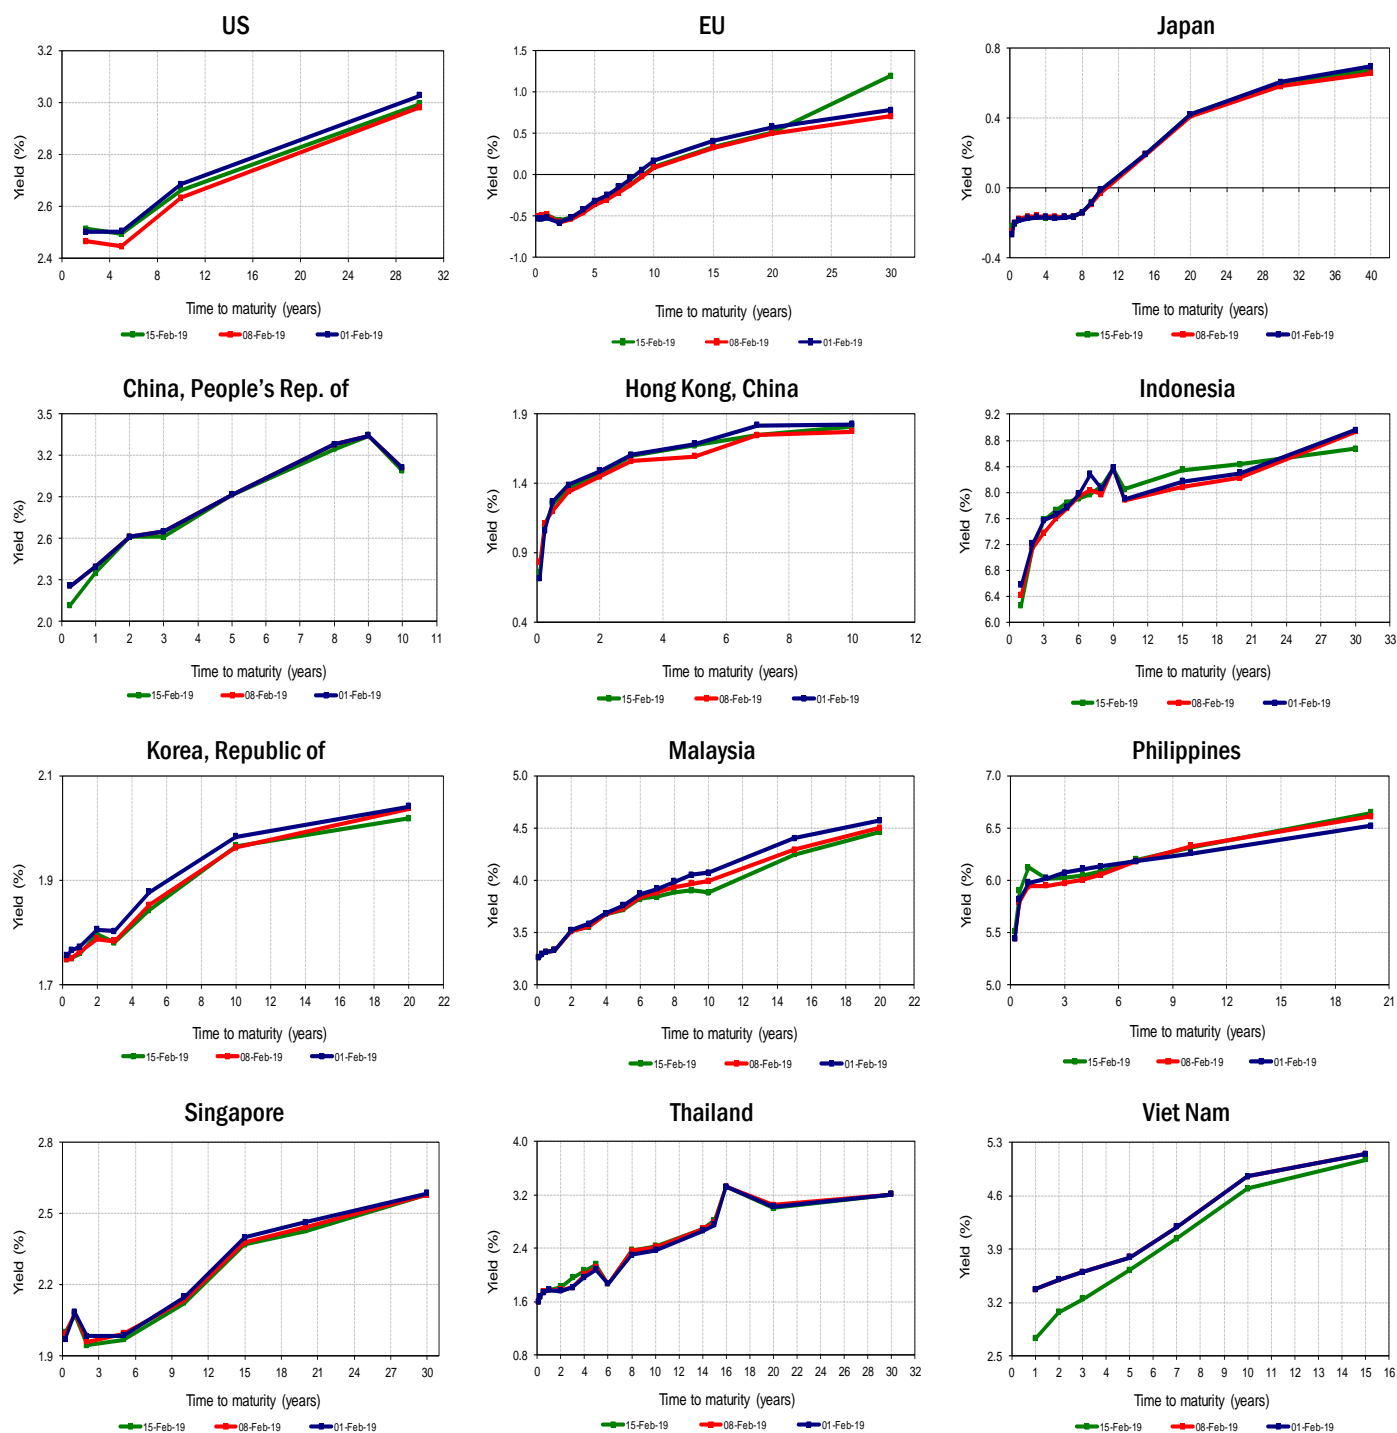 US
EU
Japan
3.2
3.0
2.8
2.6
2.4
Yield (%)
0 4 8 12 16 20 24 28 32
Time to maturity (years)
15-Feb-19 08-Feb-19 01-Feb-19
1.5
1.0
0.5
0.0
-0.5
-1.0
Yield (%)
0 5 10 15 20 25 30
Time to maturity (years)
15-Feb-19 08-Feb-19 01-Feb-19
0.8
0.4
0.0
-0.4
Yield (%)
0 4 8 12 16 20 24 28 32 36 40
Time to maturity (years)
15-Feb-19 08-Feb-19 01-Feb-19
China, People’s Rep. of
Hong Kong, China
Indonesia
3.5
3.2
2.9
2.6
2.3
2.0
Yield (%)
0 1 2 3 4 5 6 7 8 9 10 11
Time to maturity (years)
15-Feb-19 08-Feb-19 01-Feb-19
1.9
1.4
0.9
0.4
Yield (%)
0 2 4 6 8 10 12
Time to maturity (years)
15-Feb-19 08-Feb-19 01-Feb-19
9.2
8.8
8.4
8.0
7.6
7.2
6.8
6.4
6.0
Yield (%)
0 3 6 9 12 15 18 21 24 27 30 33
Time to maturity (years)
15-Feb-19 08-Feb-19 01-Feb-19
Korea, Republic of
Malaysia
Philippines
2.1
1.9
1.7
Yield (%)
0 2 4 6 8 10 12 14 16 18 20 22
Time to maturity (years)
15-Feb-19 08-Feb-19 01-Feb-19
5.0
4.5
4.0
3.5
3.0
Yield (%)
0 2 4 6 8 10 12 14 16 18 20 22
Time to maturity (years)
15-Feb-19 08-Feb-19 01-Feb-19
7.0
6.5
6.0
5.5
5.0
Yield (%)
0 3 6 9 12 15 18 21
Time to maturity (years)
15-Feb-19 08-Feb-19 01-Feb-19
Singapore
Thailand
Viet Nam
2.8
2.5
2.2
1.9
Yield (%)
0 3 6 9 12 15 18 21 24 27 30
Time to maturity (years)
15-Feb-19 08-Feb-19 01-Feb-19
4.0
3.2
2.4
1.6
0.8
Yield (%)
0 2 4 6 8 10 12 14 16 18 20 22 24 26 28 30 32
Time to maturity (years)
15-Feb-19 08-Feb-19 01-Feb-19
5.3
4.6
3.9
3.2
2.5
Yield (%)
0 1 2 3 4 5 6 7 8 9 10 11 12 13 14 15 16
Time to maturity (years)
15-Feb-19 08-Feb-19 01-Feb-19